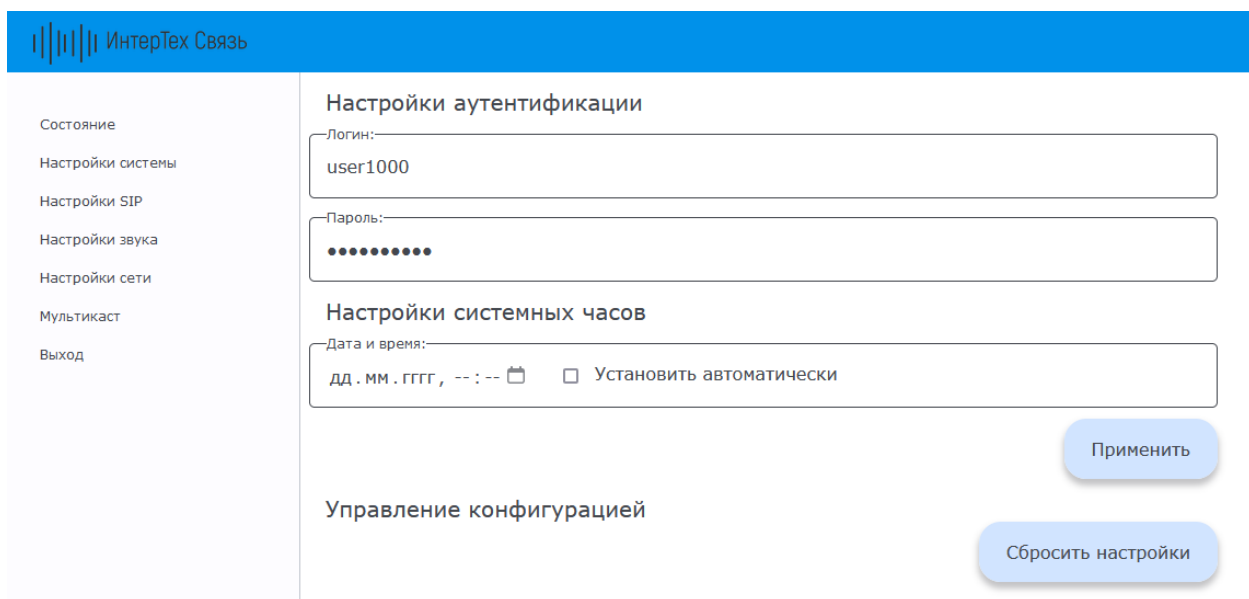 ИнтерТех Связь
Состояние
Настройки системы
Настройки SIP
Настройки звука
Настройки сети
Мультикаст
Выход
Настройки аутентификации
Логин:
user1000
Пароль:
••••••••••
Настройки системных часов
Дата и время:
дд.мм.гггг, --:-- Установить автоматически
Применить
Управление конфигурацией
Сбросить настройки